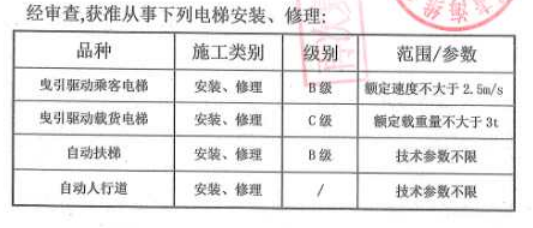 经审查,获准从事下列电梯安装、修理:
品种 施工类别 级别 范围/参数
曳引驱动乘客电梯 安装、修理 B 级 额定速度不大于 2.5m/s
曳引驱动载货电梯 安装、修理 C 级 额定载重量不大于 3t
自动扶梯 安装、修理 B 级 技术参数不限
自动人行道 安装、修理 / 技术参数不限